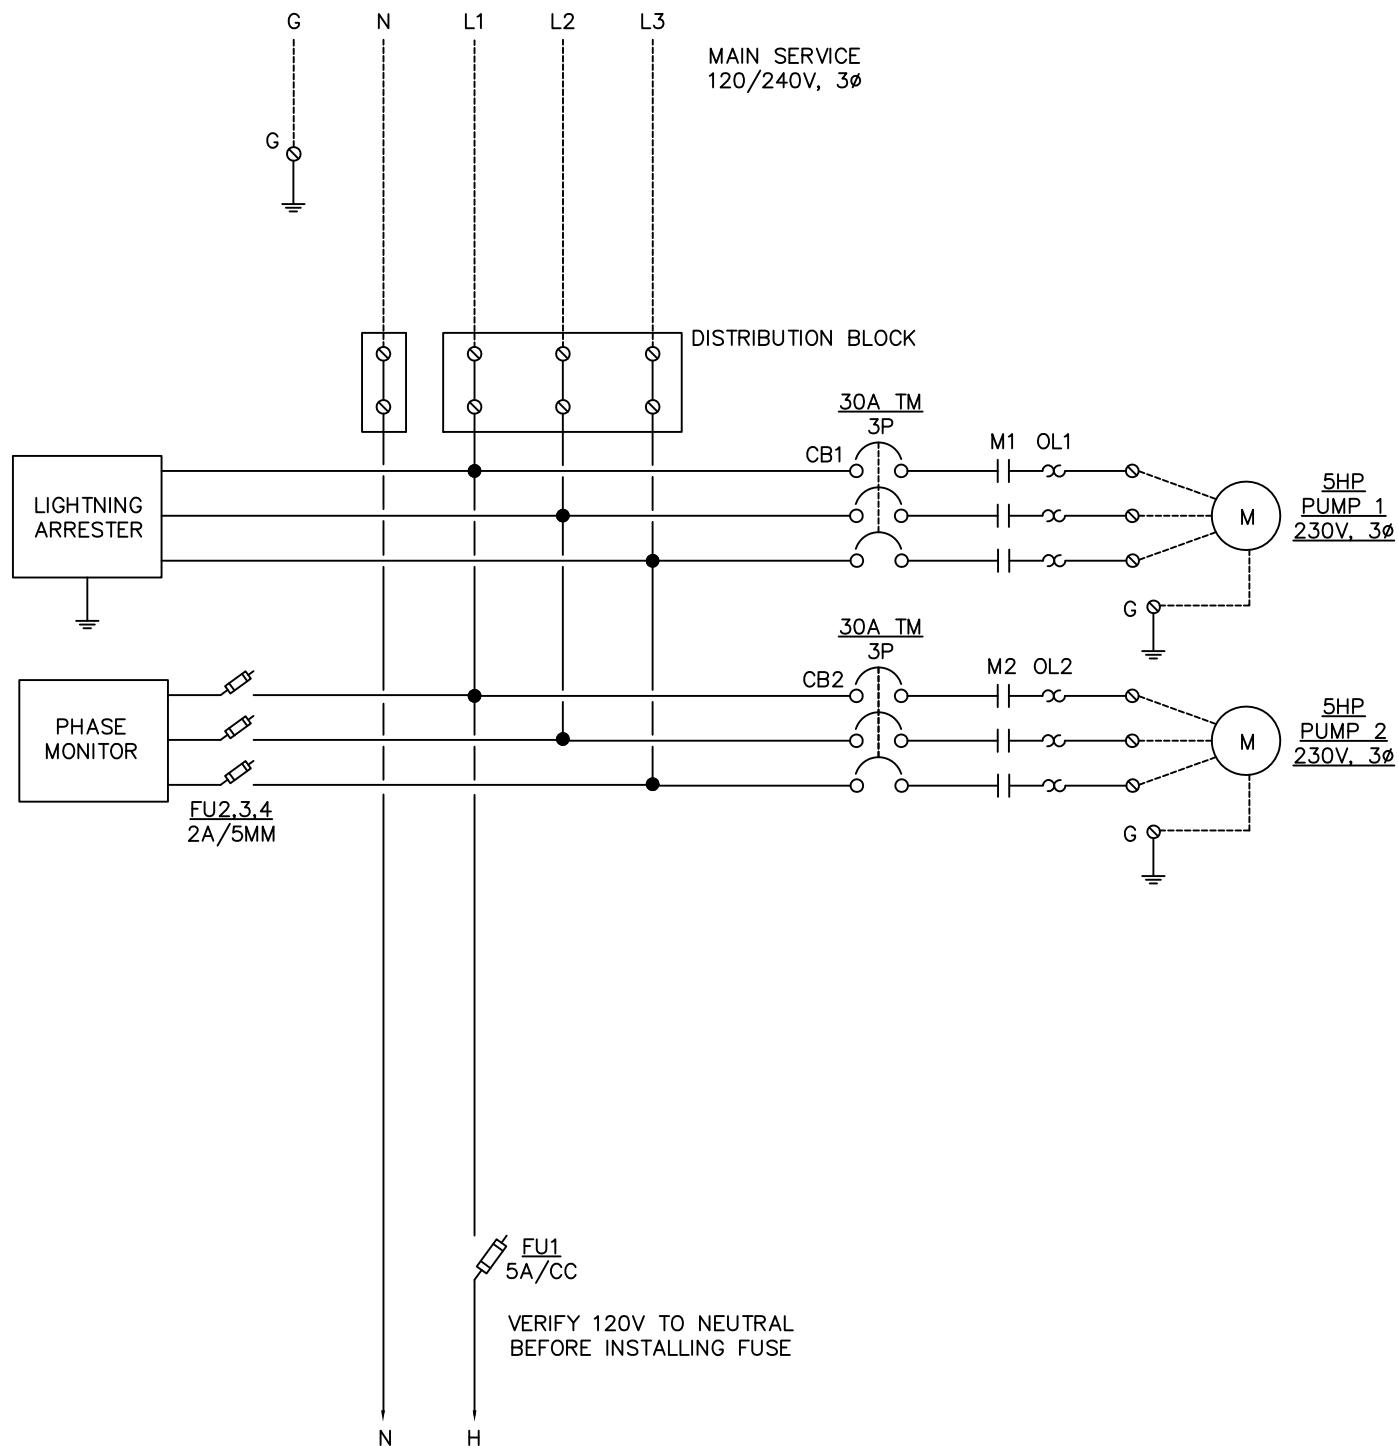 G N L1 L2 L3
MAIN SERVICE
120/240V, 3ø
G
DISTRIBUTION BLOCK
30A TM
3P
CB1
M1 OL1
LIGHTNING
ARRESTER
M
5HP
PUMP 1
230V, 3ø
G
30A TM
3P
CB2
M2 OL2
PHASE
MONITOR
M
5HP
PUMP 2
230V, 3ø
FU2,3,4
2A/5MM
G
FU1
5A/CC
VERIFY 120V TO NEUTRAL
BEFORE INSTALLING FUSE
N H